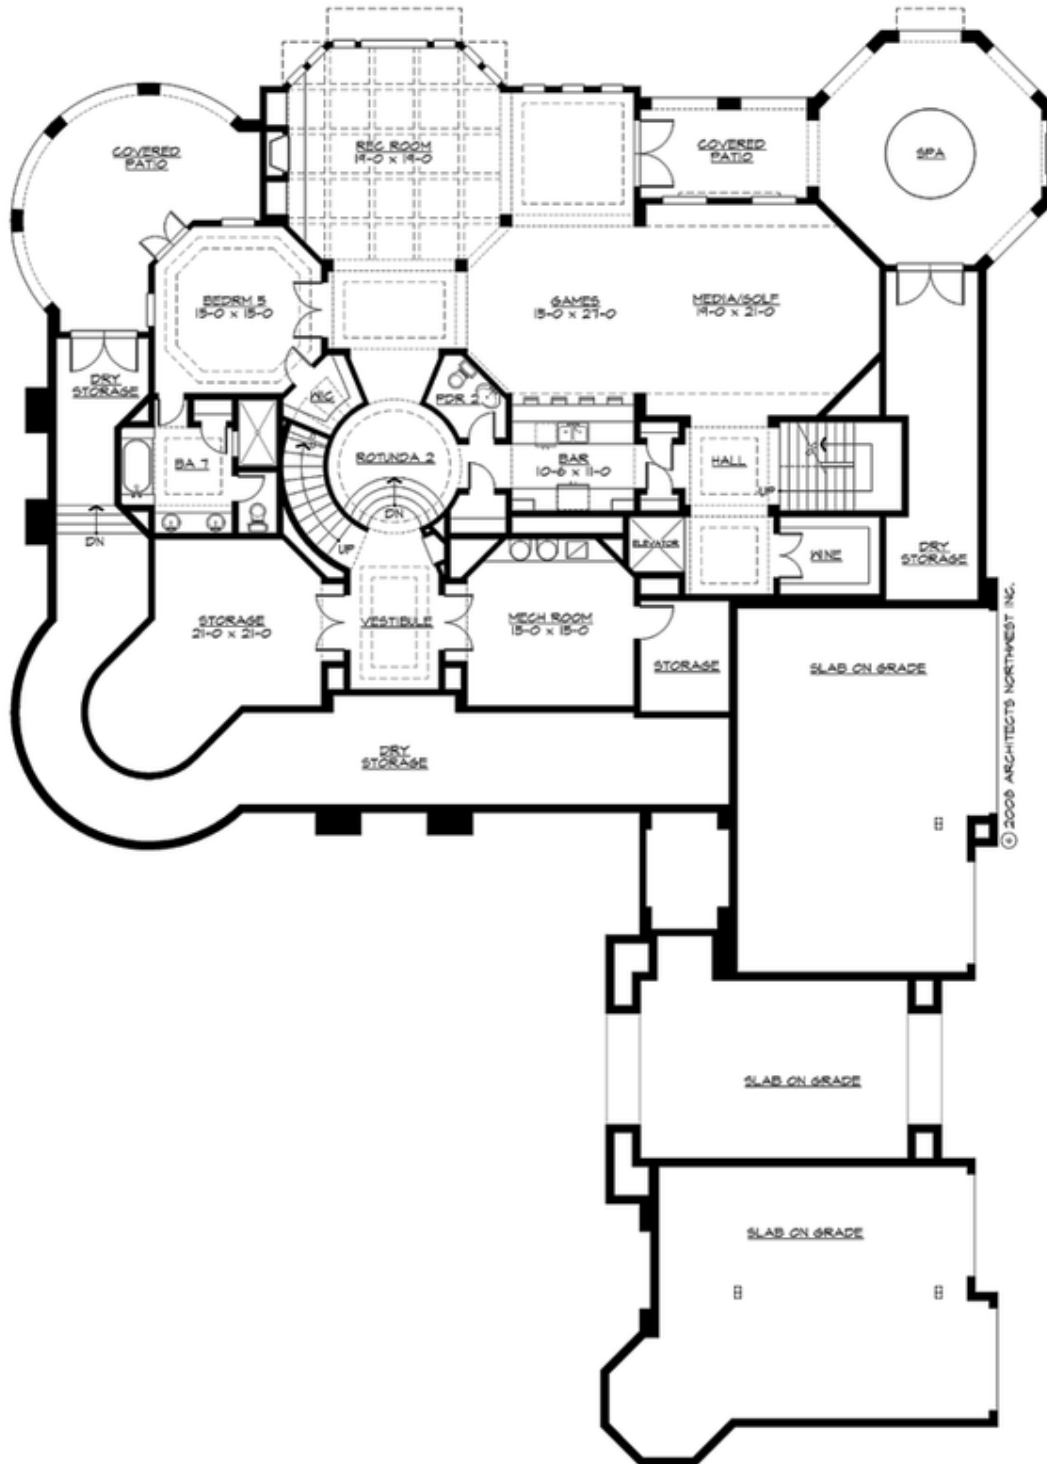 COVERED
PATIO
REC ROOM
19-0 x 19-0
COVERED
PATIO
SPA
BEDRM 5
15-0 x 15-0
GAMES
15-0 x 27-0
MEDIA/GOLF
19-0 x 21-0
DRY
STORAGE
WIC
PDR 2
BA 7
ROTUNDA 2
BAR
10-6 x 11-0
HALL
UP
DN
DN
UP
ELEVATOR
WINE
DRY
STORAGE
STORAGE
21-0 x 21-0
VESTIBULE
MECH ROOM
15-0 x 15-0
STORAGE
SLAB ON GRADE
DRY
STORAGE
© 2008 ARCHITECTS NORTHWEST INC.
SLAB ON GRADE
SLAB ON GRADE